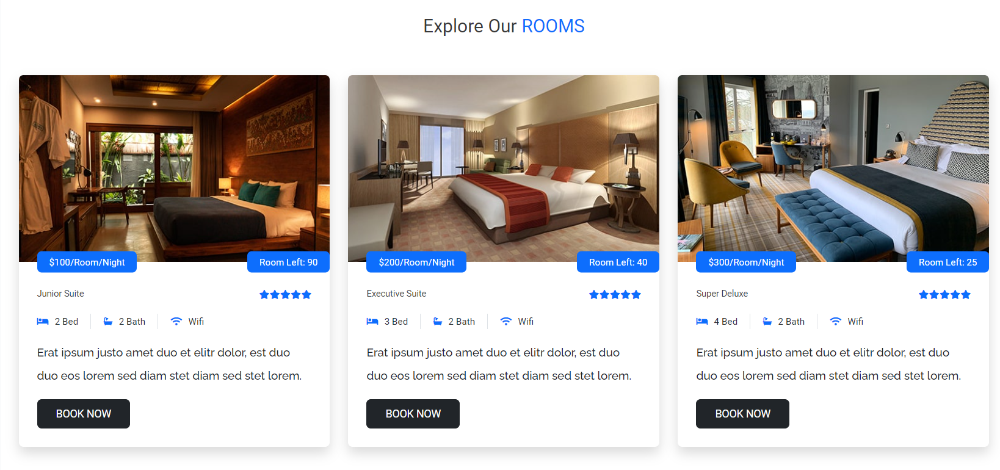 Explore Our ROOMS
$100/Room/Night
Room Left: 90
Junior Suite
2 Bed
2 Bath
Wifi
Erat ipsum justo amet duo et elitr dolor, est duo
duo eos lorem sed diam stet diam sed stet lorem.
BOOK NOW
$200/Room/Night
Room Left: 40
Executive Suite
3 Bed
2 Bath
Wifi
Erat ipsum justo amet duo et elitr dolor, est duo
duo eos lorem sed diam stet diam sed stet lorem.
BOOK NOW
$300/Room/Night
Room Left: 25
Super Deluxe
4 Bed
2 Bath
Wifi
Erat ipsum justo amet duo et elitr dolor, est duo
duo eos lorem sed diam stet diam sed stet lorem.
BOOK NOW